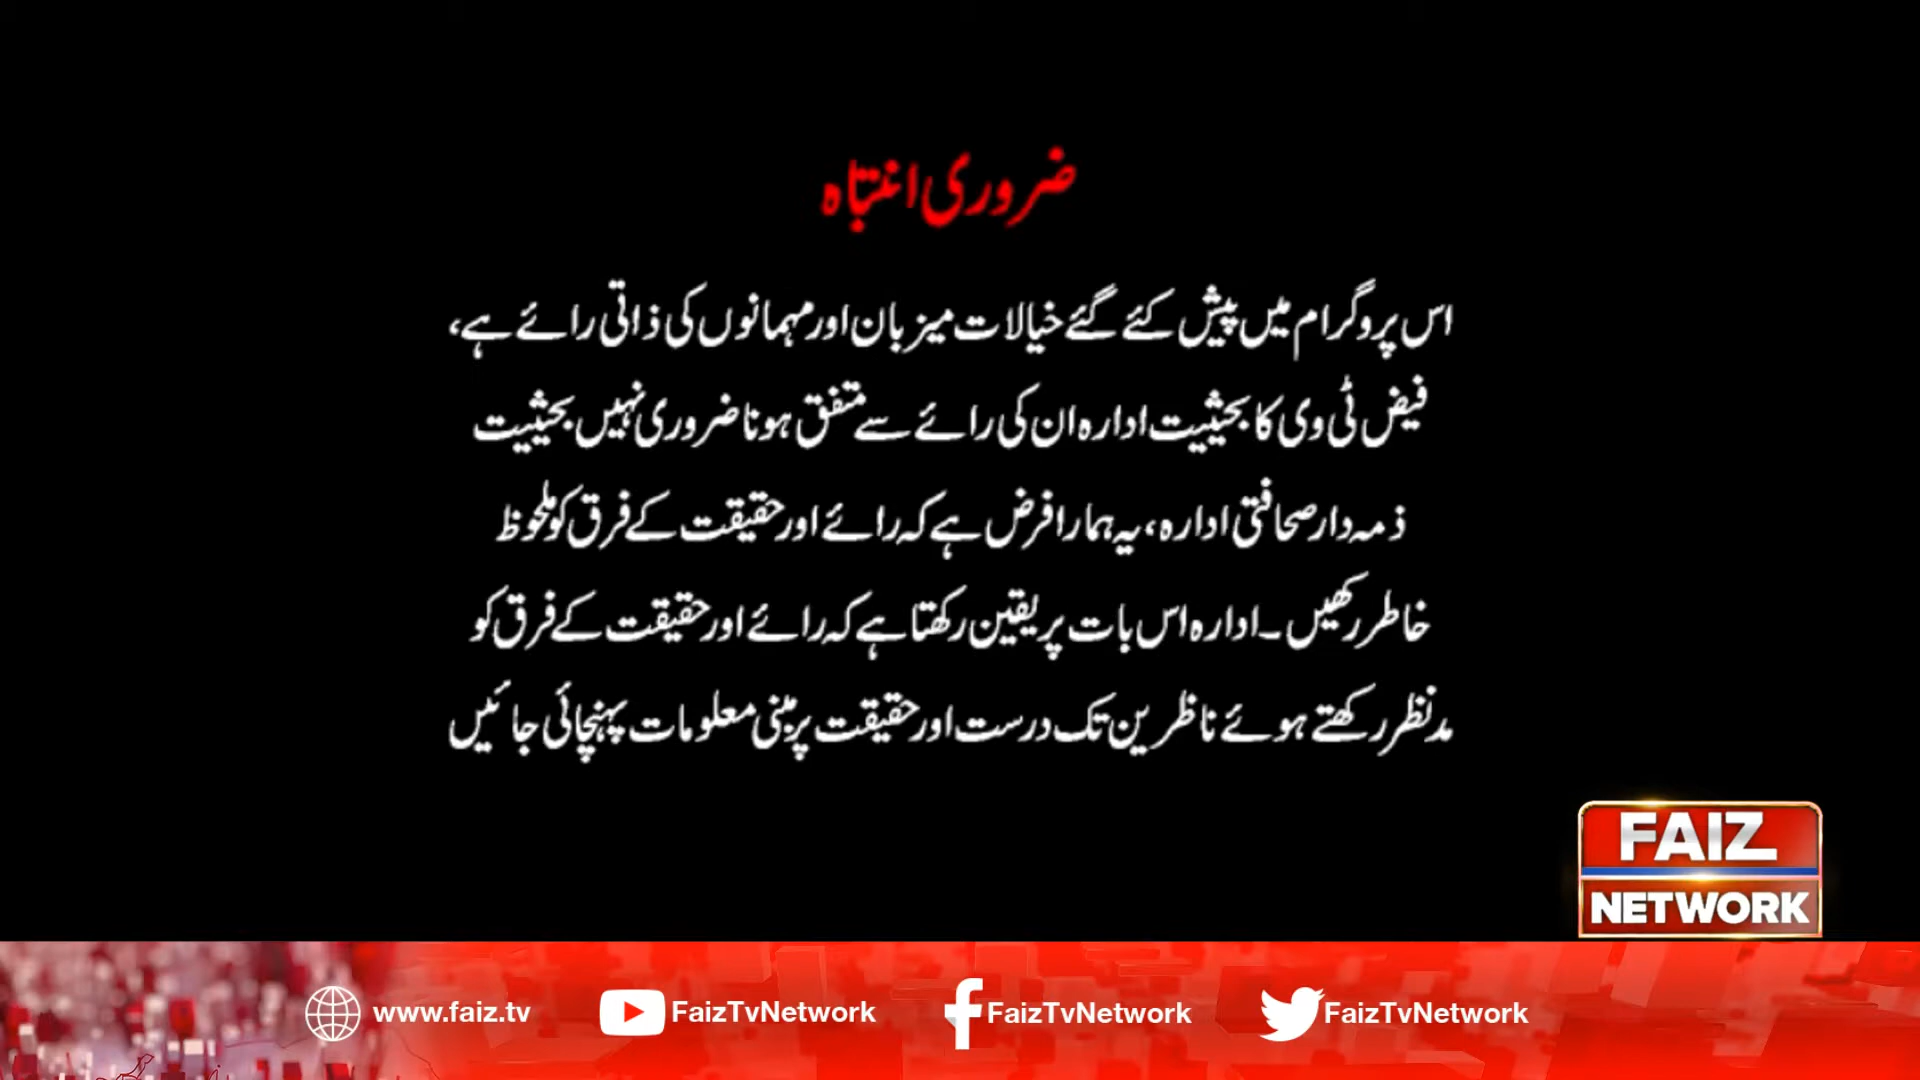 ضروری انتباہ
اس پروگرام میں پیش کئے گئے خیالات میزبان اور مہمانوں کی ذاتی رائے ہے،
فیض ٹی وی کا بحیثیت ادارہ ان کی رائے سے متفق ہونا ضروری نہیں بحیثیت
ذمہ دار صحافتی ادارہ، یہ ہمارا فرض ہے کہ رائے اور حقیقت کے فرق کو ملحوظ
خاطر رکھیں ۔ ادارہ اس بات پر یقین رکھتا ہے کہ رائے اور حقیقت کے فرق کو
مدنظر رکھتے ہوئے ناظرین تک درست اور حقیقت پر مبنی معلومات پہنچائی جائیں
FAIZ
NETWORK
www.faiz.tv
FaizTvNetwork
FaizTvNetwork
FaizTvNetwork